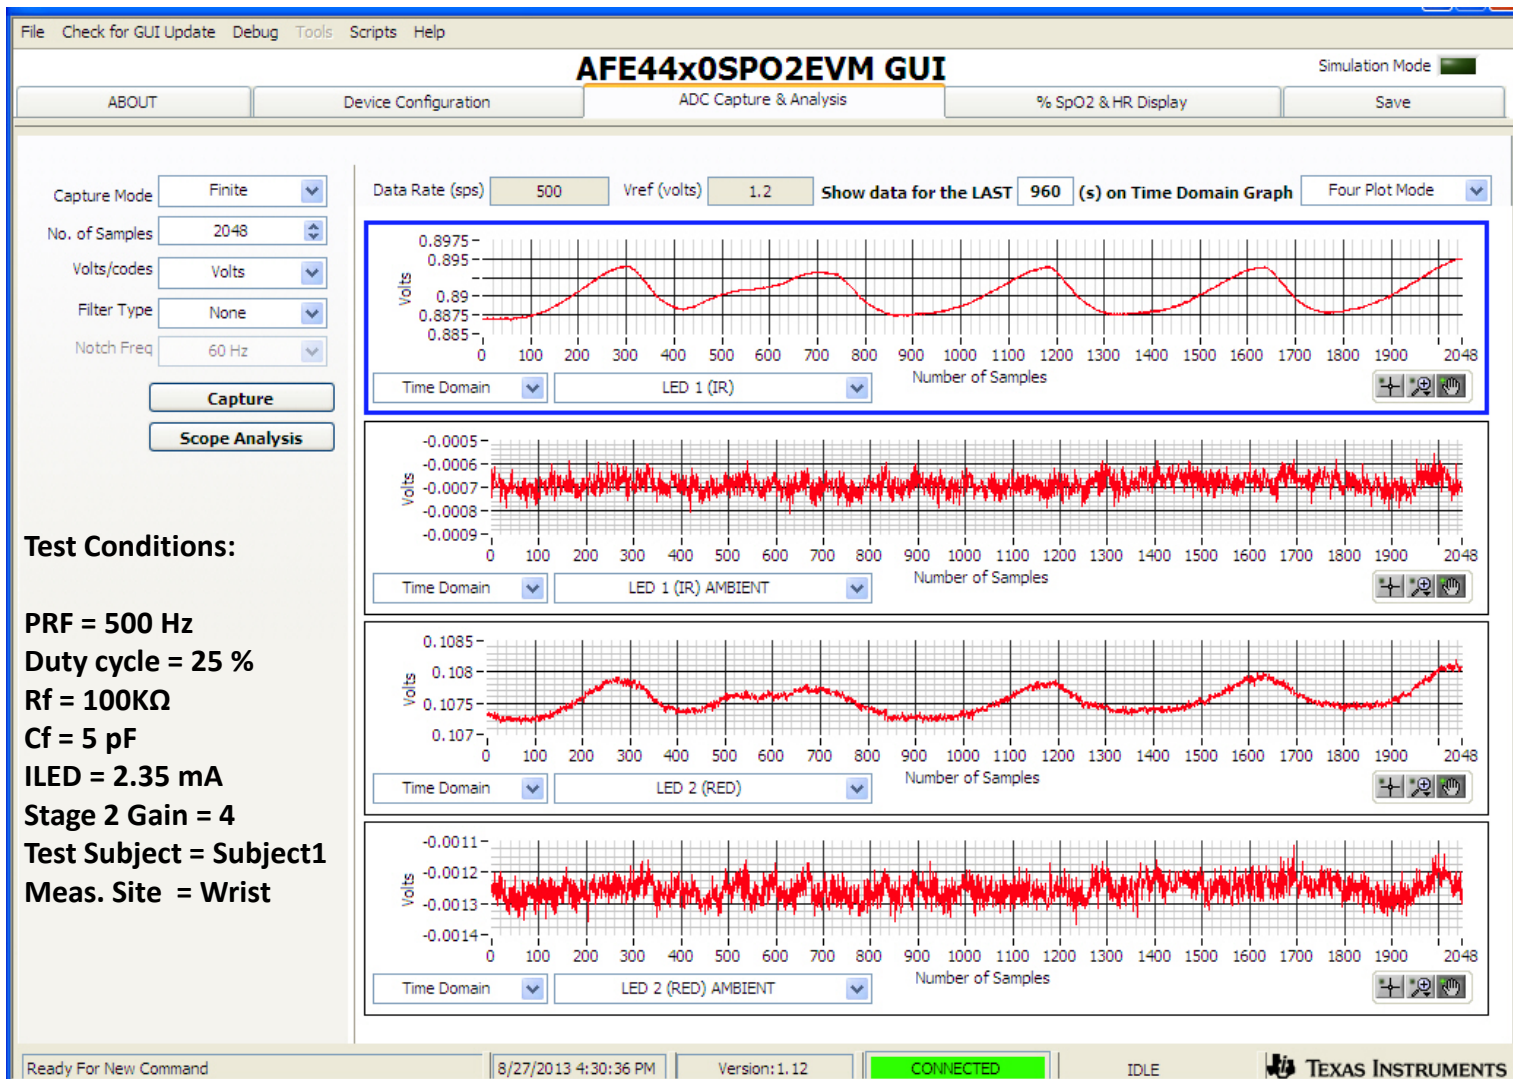 File Check for GUI Update Debug Tools Scripts Help
AFE44x0SPO2EVM GUI
Simulation Mode
ABOUT
Device Configuration
ADC Capture & Analysis
% SpO2 & HR Display
Save
Capture Mode Finite
No. of Samples 2048
Volts/codes Volts
Filter Type None
Notch Freq 60 Hz
Capture
Scope Analysis
Test Conditions:
PRF = 500 Hz
Duty cycle = 25 %
Rf = 100KΩ
Cf = 5 pF
ILED = 2.35 mA
Stage 2 Gain = 4
Test Subject = Subject1
Meas. Site = Wrist
Data Rate (sps) 500 Vref (volts) 1.2 Show data for the LAST 960 (s) on Time Domain Graph Four Plot Mode
0.8975
0.895
0.89
0.8875
0.885
Volts
0 100 200 300 400 500 600 700 800 900 1000 1100 1200 1300 1400 1500 1600 1700 1800 1900 2048
Number of Samples
Time Domain LED 1 (IR)
-0.0005
-0.0006
-0.0007
-0.0008
-0.0009
Volts
0 100 200 300 400 500 600 700 800 900 1000 1100 1200 1300 1400 1500 1600 1700 1800 1900 2048
Number of Samples
Time Domain LED 1 (IR) AMBIENT
0.1085
0.108
0.1075
0.107
Volts
0 100 200 300 400 500 600 700 800 900 1000 1100 1200 1300 1400 1500 1600 1700 1800 1900 2048
Number of Samples
Time Domain LED 2 (RED)
-0.0011
-0.0012
-0.0013
-0.0014
Volts
0 100 200 300 400 500 600 700 800 900 1000 1100 1200 1300 1400 1500 1600 1700 1800 1900 2048
Number of Samples
Time Domain LED 2 (RED) AMBIENT
Ready For New Command
8/27/2013 4:30:36 PM
Version:1.12
CONNECTED
IDLE
TEXAS INSTRUMENTS